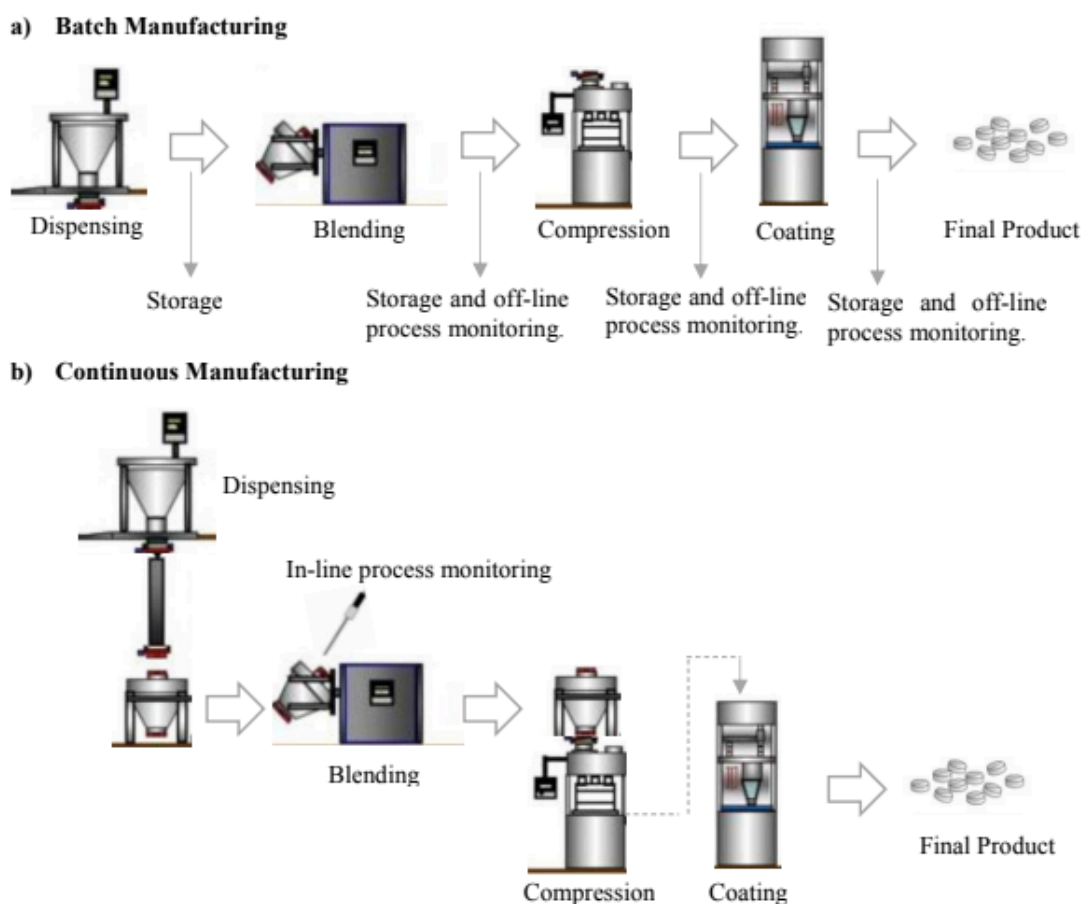 a) Batch Manufacturing
Dispensing
Blending
Compression
Coating
Final Product
Storage
Storage and off-line
process monitoring.
Storage and off-line
process monitoring.
Storage and off-line
process monitoring.
b) Continuous Manufacturing
Dispensing
In-line process monitoring
Blending
Compression
Coating
Final Product